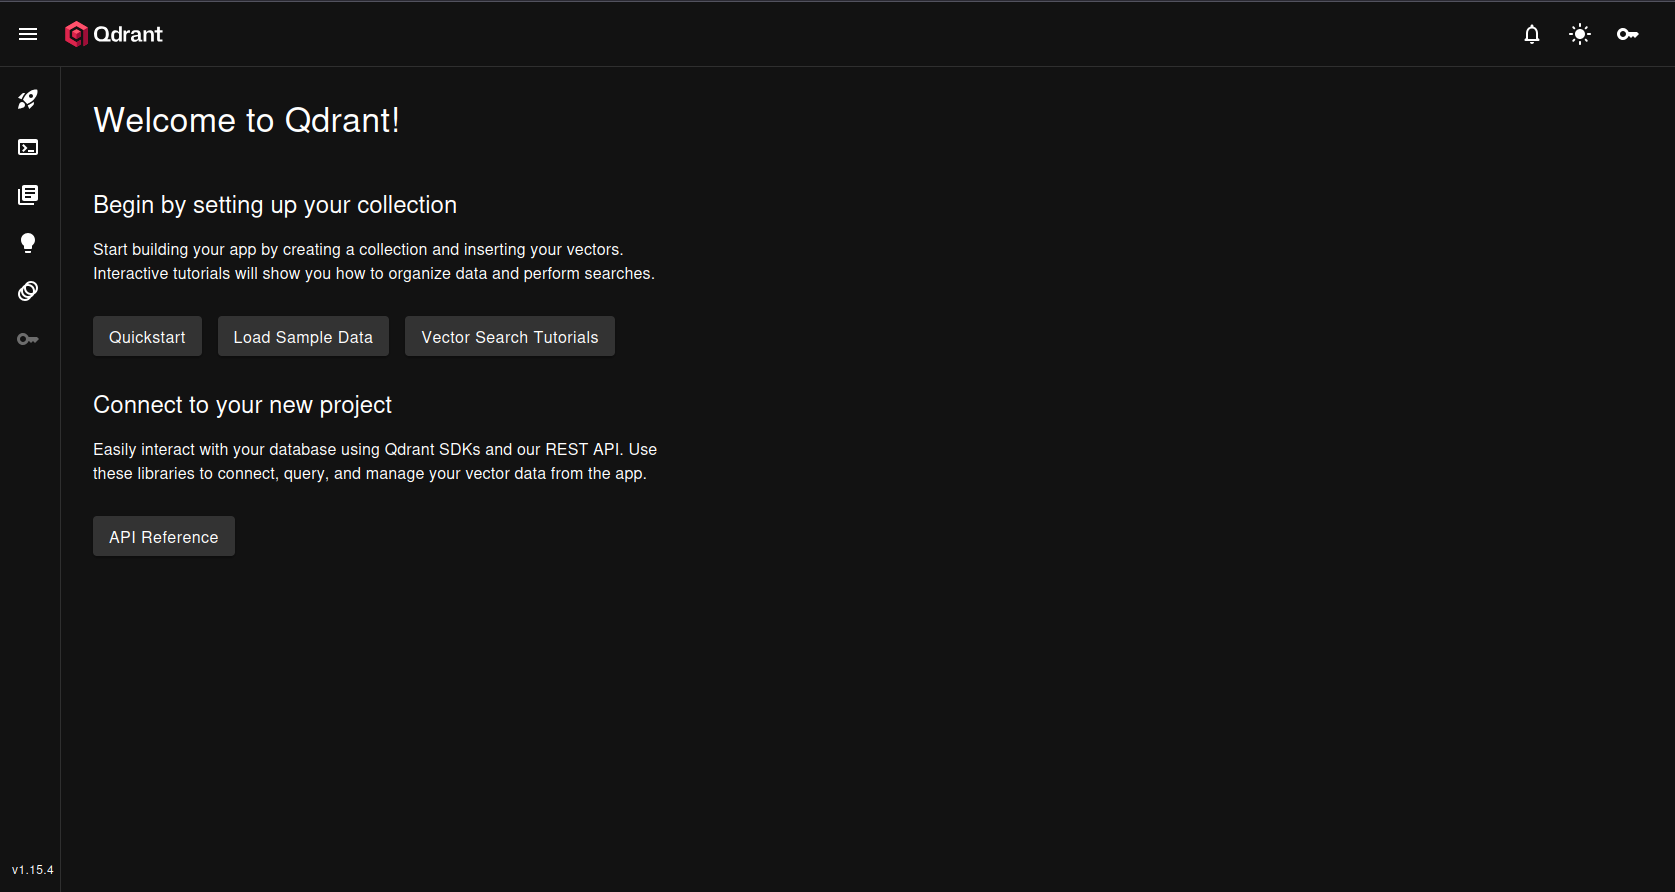 Qdrant
Welcome to Qdrant!
Begin by setting up your collection
Start building your app by creating a collection and inserting your vectors.
Interactive tutorials will show you how to organize data and perform searches.
Quickstart
Load Sample Data
Vector Search Tutorials
Connect to your new project
Easily interact with your database using Qdrant SDKs and our REST API. Use
these libraries to connect, query, and manage your vector data from the app.
API Reference
v1.15.4